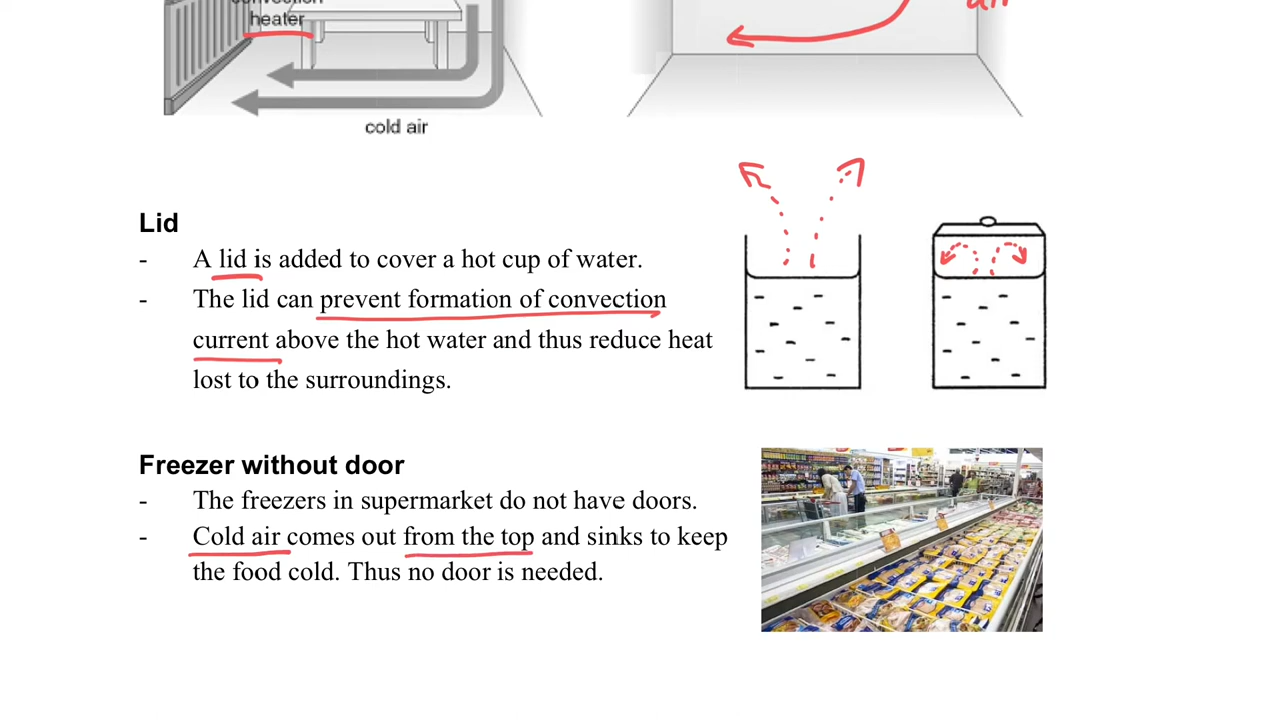 heater
air
cold air
Lid
- A lid is added to cover a hot cup of water.
- The lid can prevent formation of convection
current above the hot water and thus reduce heat
lost to the surroundings.
Freezer without door
- The freezers in supermarket do not have doors.
- Cold air comes out from the top and sinks to keep
the food cold. Thus no door is needed.